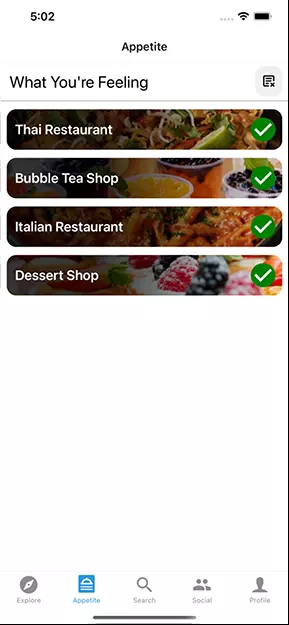 5:02
Appetite
What You're Feeling
Thai Restaurant
Bubble Tea Shop
Italian Restaurant
Dessert Shop
Explore
Appetite
Search
Social
Profile